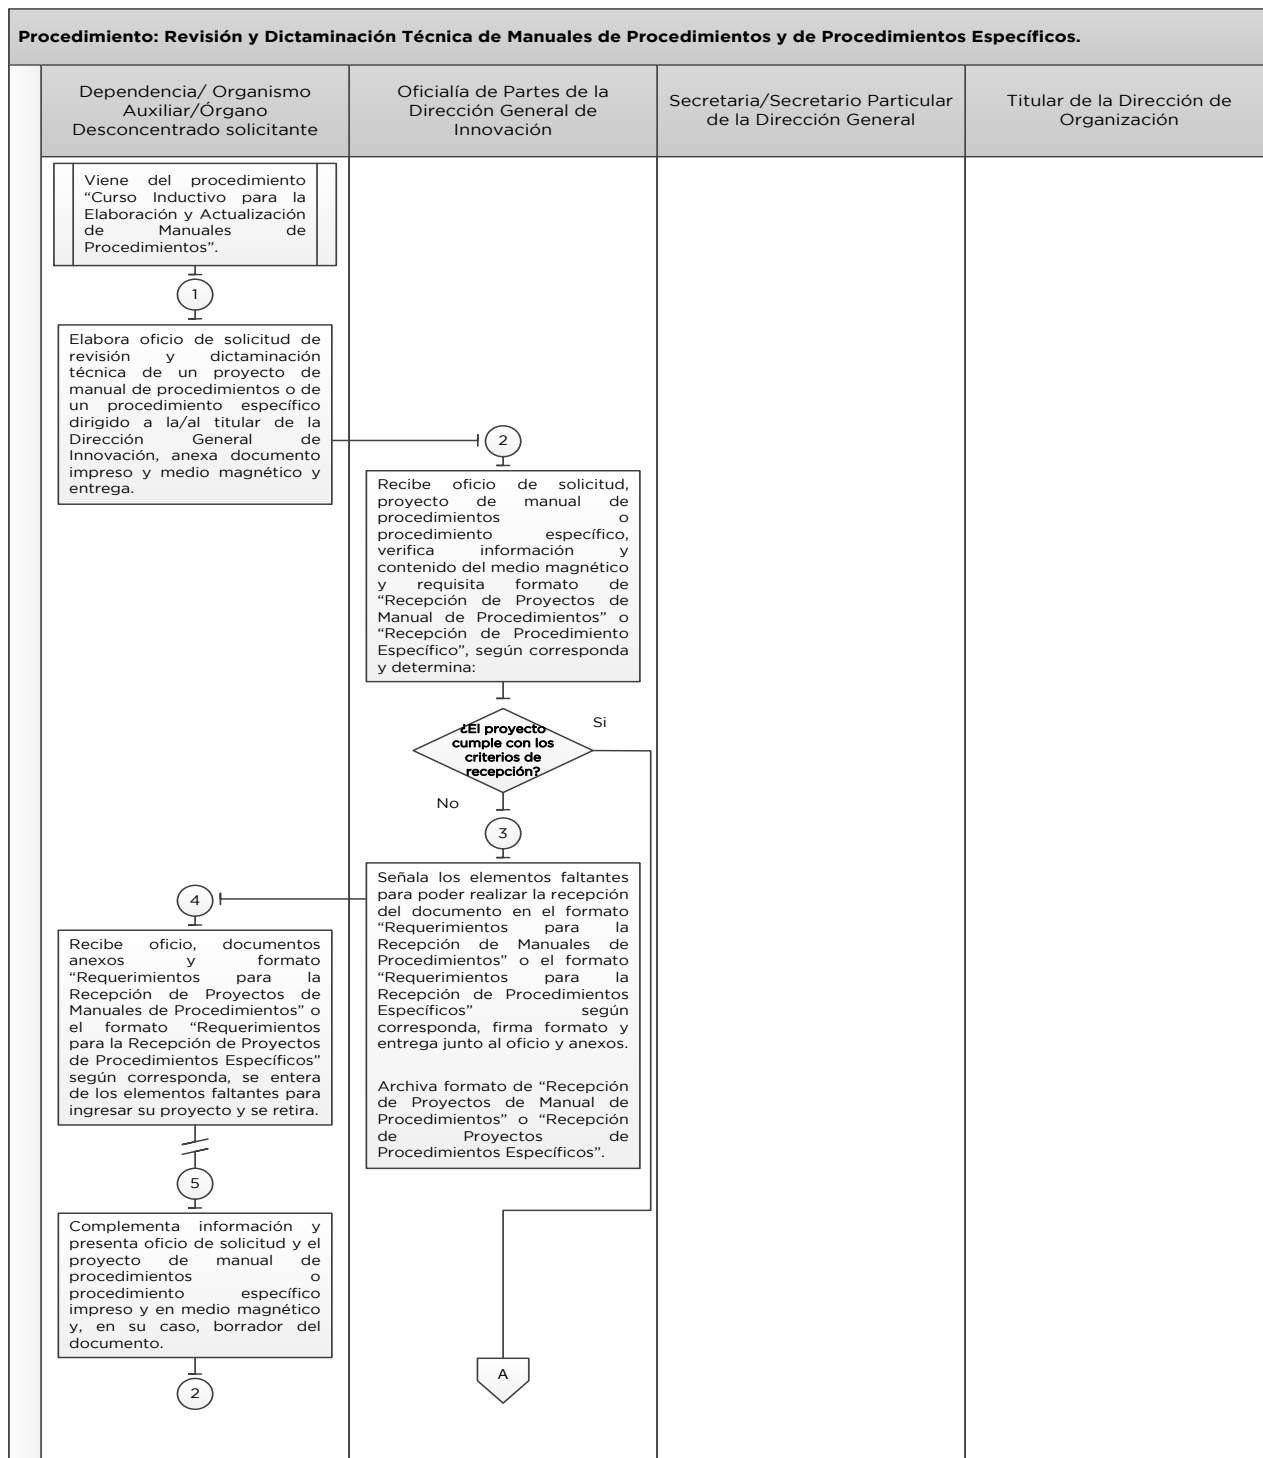 Procedimiento: Revisión y Dictaminación Técnica de Manuales de Procedimientos y de Procedimientos Específicos.
Dependencia/ Organismo
Auxiliar/Órgano
Desconcentrado solicitante
Oficialía de Partes de la
Dirección General de
Innovación
Secretaria/Secretario Particular
de la Dirección General
Titular de la Dirección de
Organización
Viene del procedimiento
“Curso Inductivo para la
Elaboración y Actualización
de Manuales de
Procedimientos”.
1
Elabora oficio de solicitud de
revisión y dictaminación
técnica de un proyecto de
manual de procedimientos o de
un procedimiento específico
dirigido a la/al titular de la
Dirección General de
Innovación, anexa documento
impreso y medio magnético y
entrega.
2
Recibe oficio de solicitud,
proyecto de manual de
procedimientos o
procedimiento específico,
verifica información y
contenido del medio magnético
y requisita formato de
“Recepción de Proyectos de
Manual de Procedimientos” o
“Recepción de Procedimiento
Específico”, según corresponda
y determina:
¿El proyecto
cumple con los
criterios de
recepción?
Si
No
3
Señala los elementos faltantes
para poder realizar la recepción
del documento en el formato
“Requerimientos para la
Recepción de Manuales de
Procedimientos” o el formato
“Requerimientos para la
Recepción de Procedimientos
Específicos” según
corresponda, firma formato y
entrega junto al oficio y anexos.
Archiva formato de “Recepción
de Proyectos de Manual de
Procedimientos” o “Recepción
de Proyectos de
Procedimientos Específicos”.
4
Recibe oficio, documentos
anexos y formato
“Requerimientos para la
Recepción de Proyectos de
Manuales de Procedimientos” o
el formato “Requerimientos
para la Recepción de Proyectos
de Procedimientos Específicos”
según corresponda, se entera
de los elementos faltantes para
ingresar su proyecto y se retira.
5
Complementa información y
presenta oficio de solicitud y el
proyecto de manual de
procedimientos o
procedimiento específico
impreso y en medio magnético
y, en su caso, borrador del
documento.
2
A